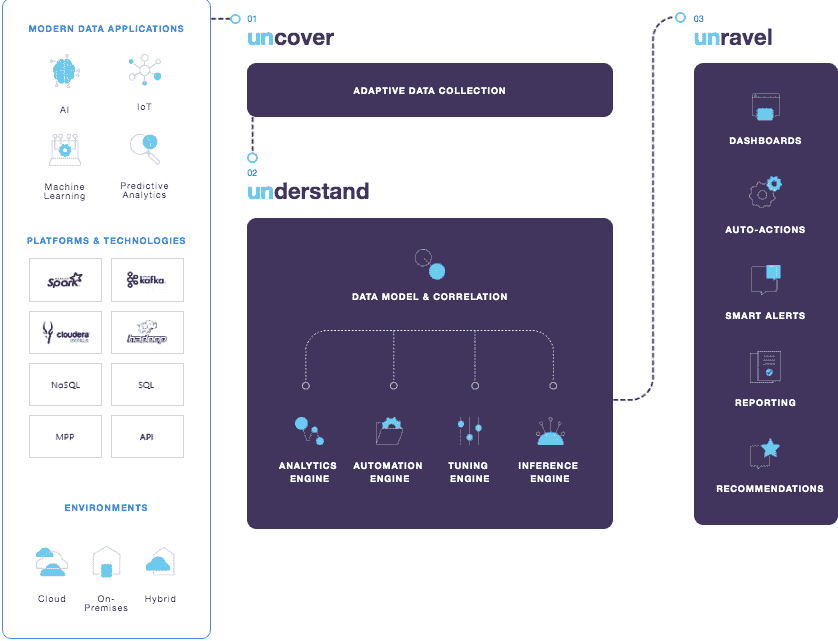 MODERN DATA APPLICATIONS
AI
IoT
Machine
Learning
Predictive
Analytics
PLATFORMS & TECHNOLOGIES
Spark
kafka
cloudera
hadoop
NoSQL
SQL
MPP
API
ENVIRONMENTS
Cloud
On-
Premises
Hybrid
01
uncover
ADAPTIVE DATA COLLECTION
02
understand
DATA MODEL & CORRELATION
ANALYTICS
ENGINE
AUTOMATION
ENGINE
TUNING
ENGINE
INFERENCE
ENGINE
03
unravel
DASHBOARDS
AUTO-ACTIONS
SMART ALERTS
REPORTING
RECOMMENDATIONS